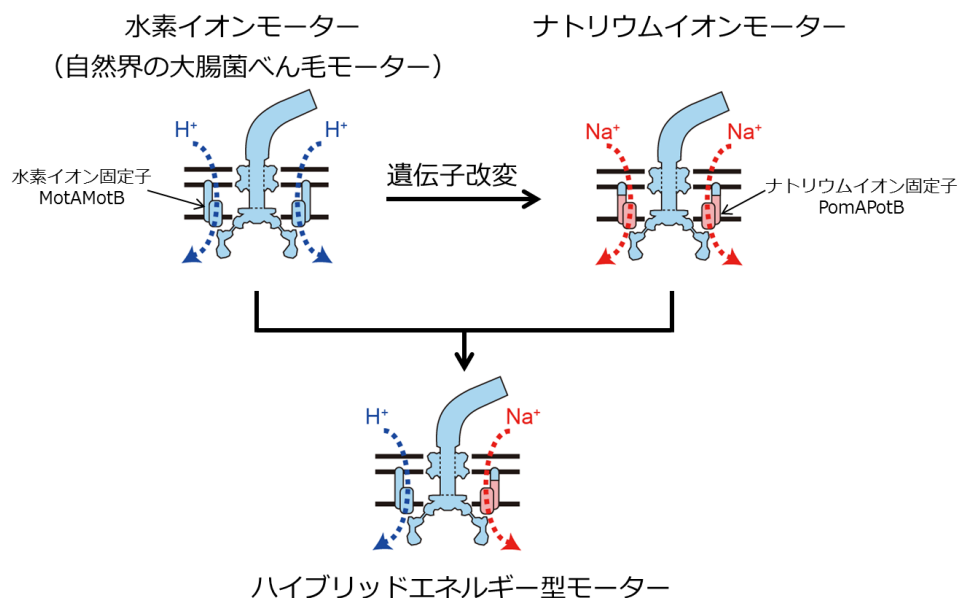 水素イオンモーター
（自然界の大腸菌べん毛モーター）
ナトリウムイオンモーター
H⁺
H⁺
水素イオン固定子
MotAMotB
遺伝子改変
Na⁺
Na⁺
ナトリウムイオン固定子
PomAPotB
H⁺
Na⁺
ハイブリッドエネルギー型モーター